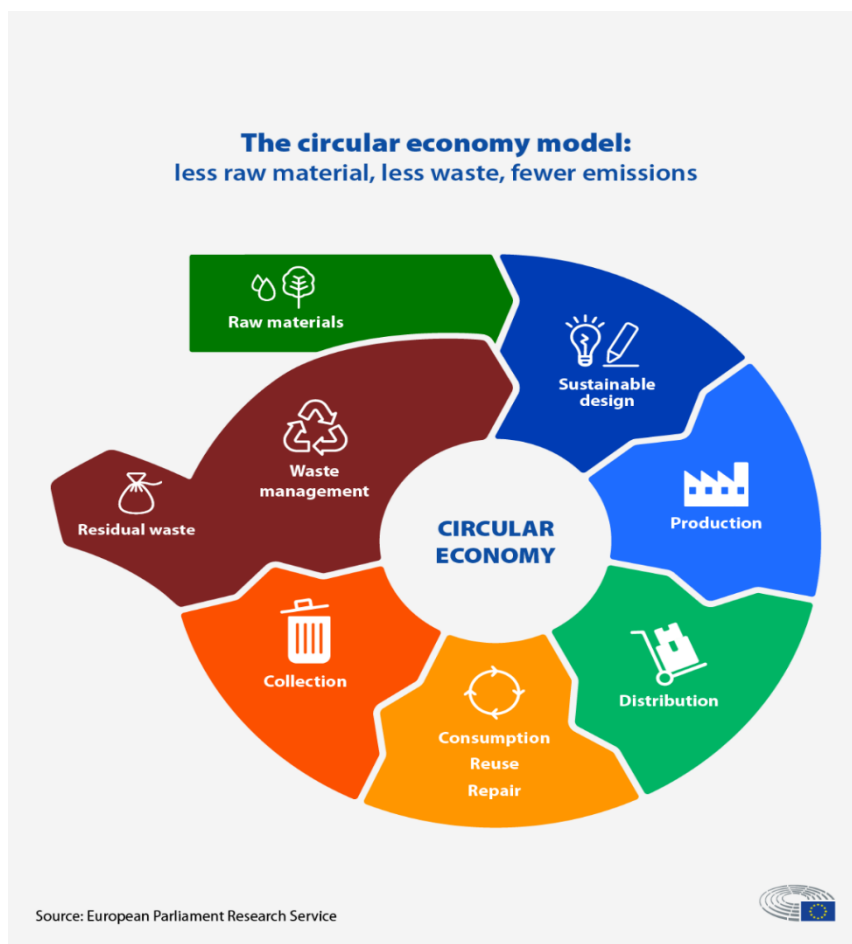 The circular economy model:
less raw material, less waste, fewer emissions
Raw materials
Sustainable
design
Waste
management
Residual waste
Production
CIRCULAR
ECONOMY
Collection
Distribution
Consumption
Reuse
Repair
Source: European Parliament Research Service